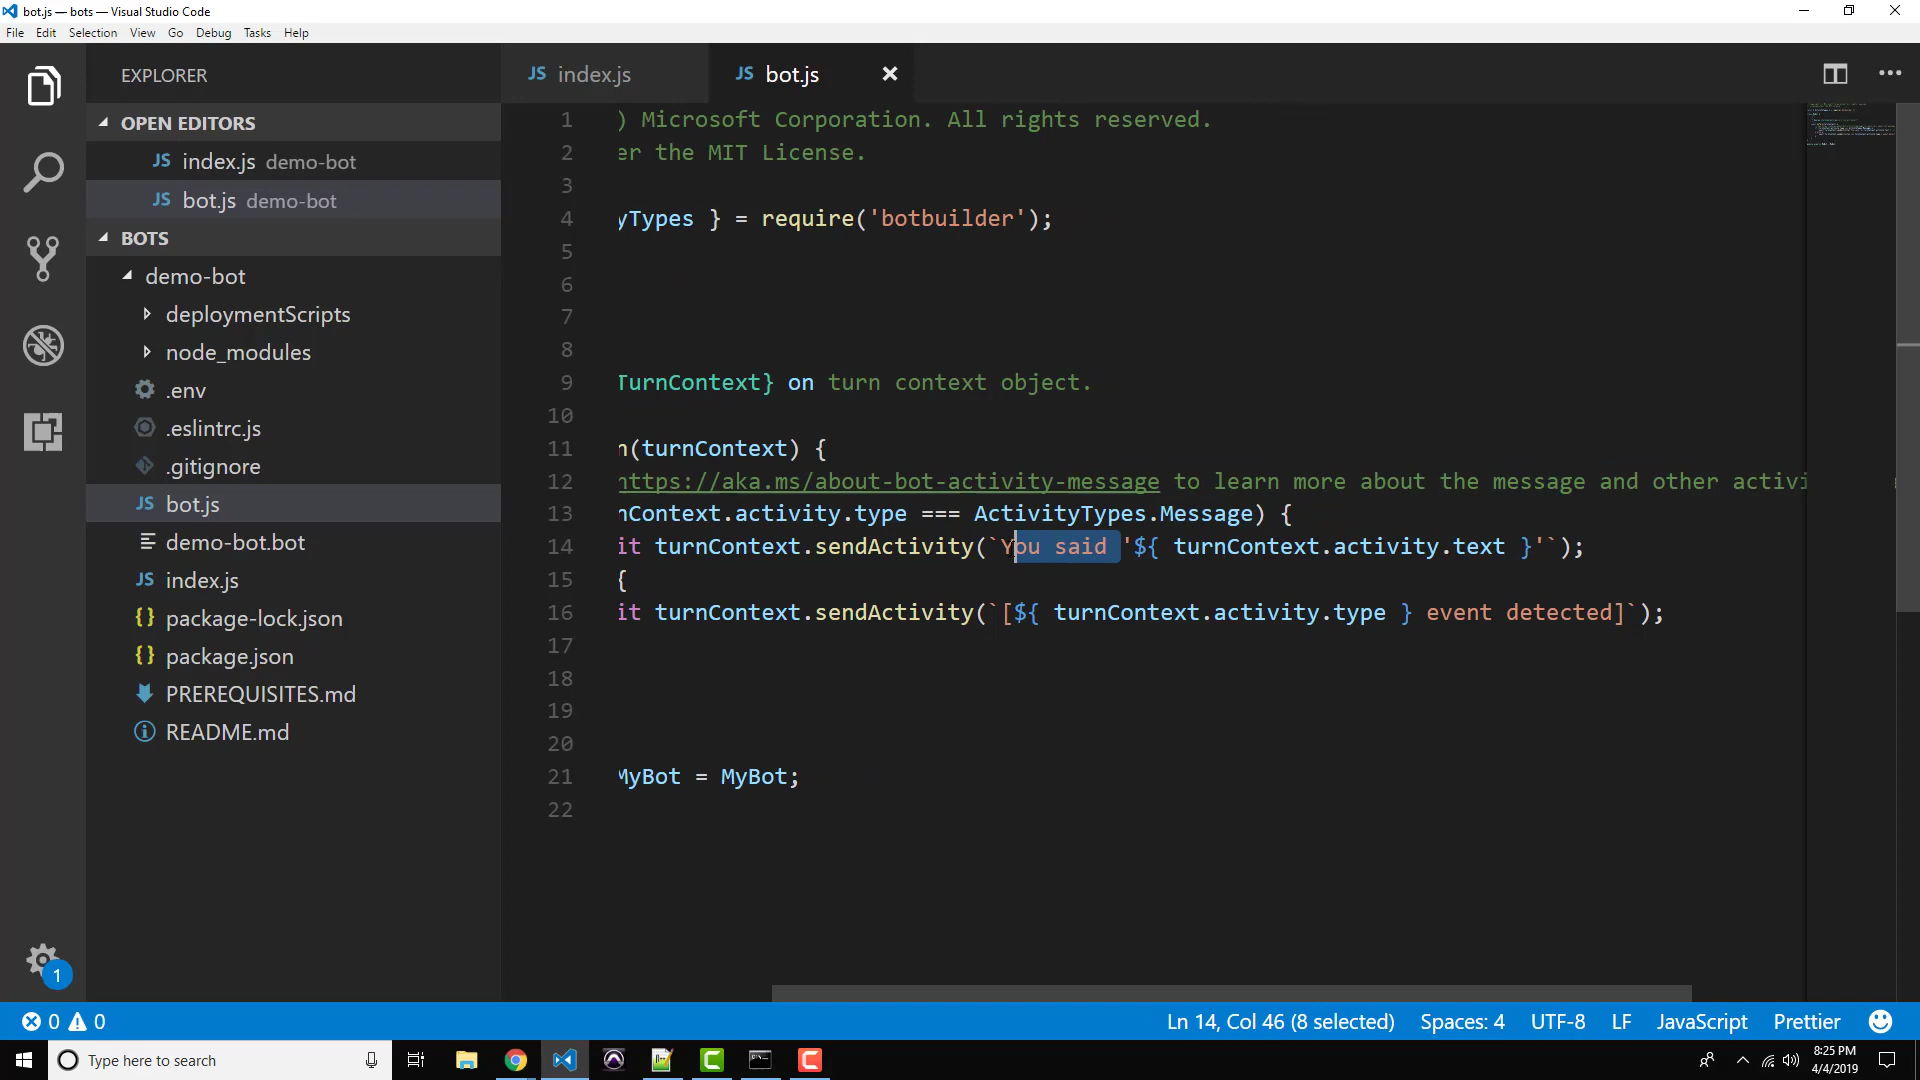 bot.js — bots — Visual Studio Code
File Edit Selection View Go Debug Tasks Help
EXPLORER
OPEN EDITORS
JS index.js demo-bot
JS bot.js demo-bot
BOTS
demo-bot
deploymentScripts
node_modules
.env
.eslintrc.js
.gitignore
JS bot.js
demo-bot.bot
JS index.js
{} package-lock.json
{} package.json
PREREQUISITES.md
README.md
1
JS index.js
JS bot.js
1 ) Microsoft Corporation. All rights reserved.
2 er the MIT License.
3
4 yTypes } = require('botbuilder');
5
6
7
8
9 TurnContext} on turn context object.
10
11 n(turnContext) {
12 https://aka.ms/about-bot-activity-message to learn more about the message and other activi
13 nContext.activity.type === ActivityTypes.Message) {
14 it turnContext.sendActivity(`You said '${ turnContext.activity.text }'`);
15 {
16 it turnContext.sendActivity(`[${ turnContext.activity.type } event detected]`);
17
18
19
20
21 MyBot = MyBot;
22
0 0
Ln 14, Col 46 (8 selected) Spaces: 4 UTF-8 LF JavaScript Prettier
Type here to search
8:25 PM
4/4/2019